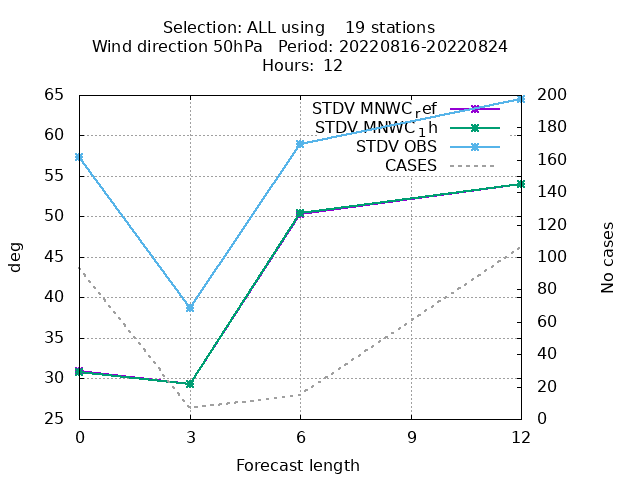 Selection: ALL using    19 stations
Wind direction 50hPa   Period: 20220816-20220824
Hours: 12
65
60
55
50
45
40
35
30
25
200
180
160
140
120
100
80
60
40
20
0
STDV MNWC_ref
STDV MNWC_1h
STDV OBS
CASES
deg
No cases
0 3 6 9 12
Forecast length